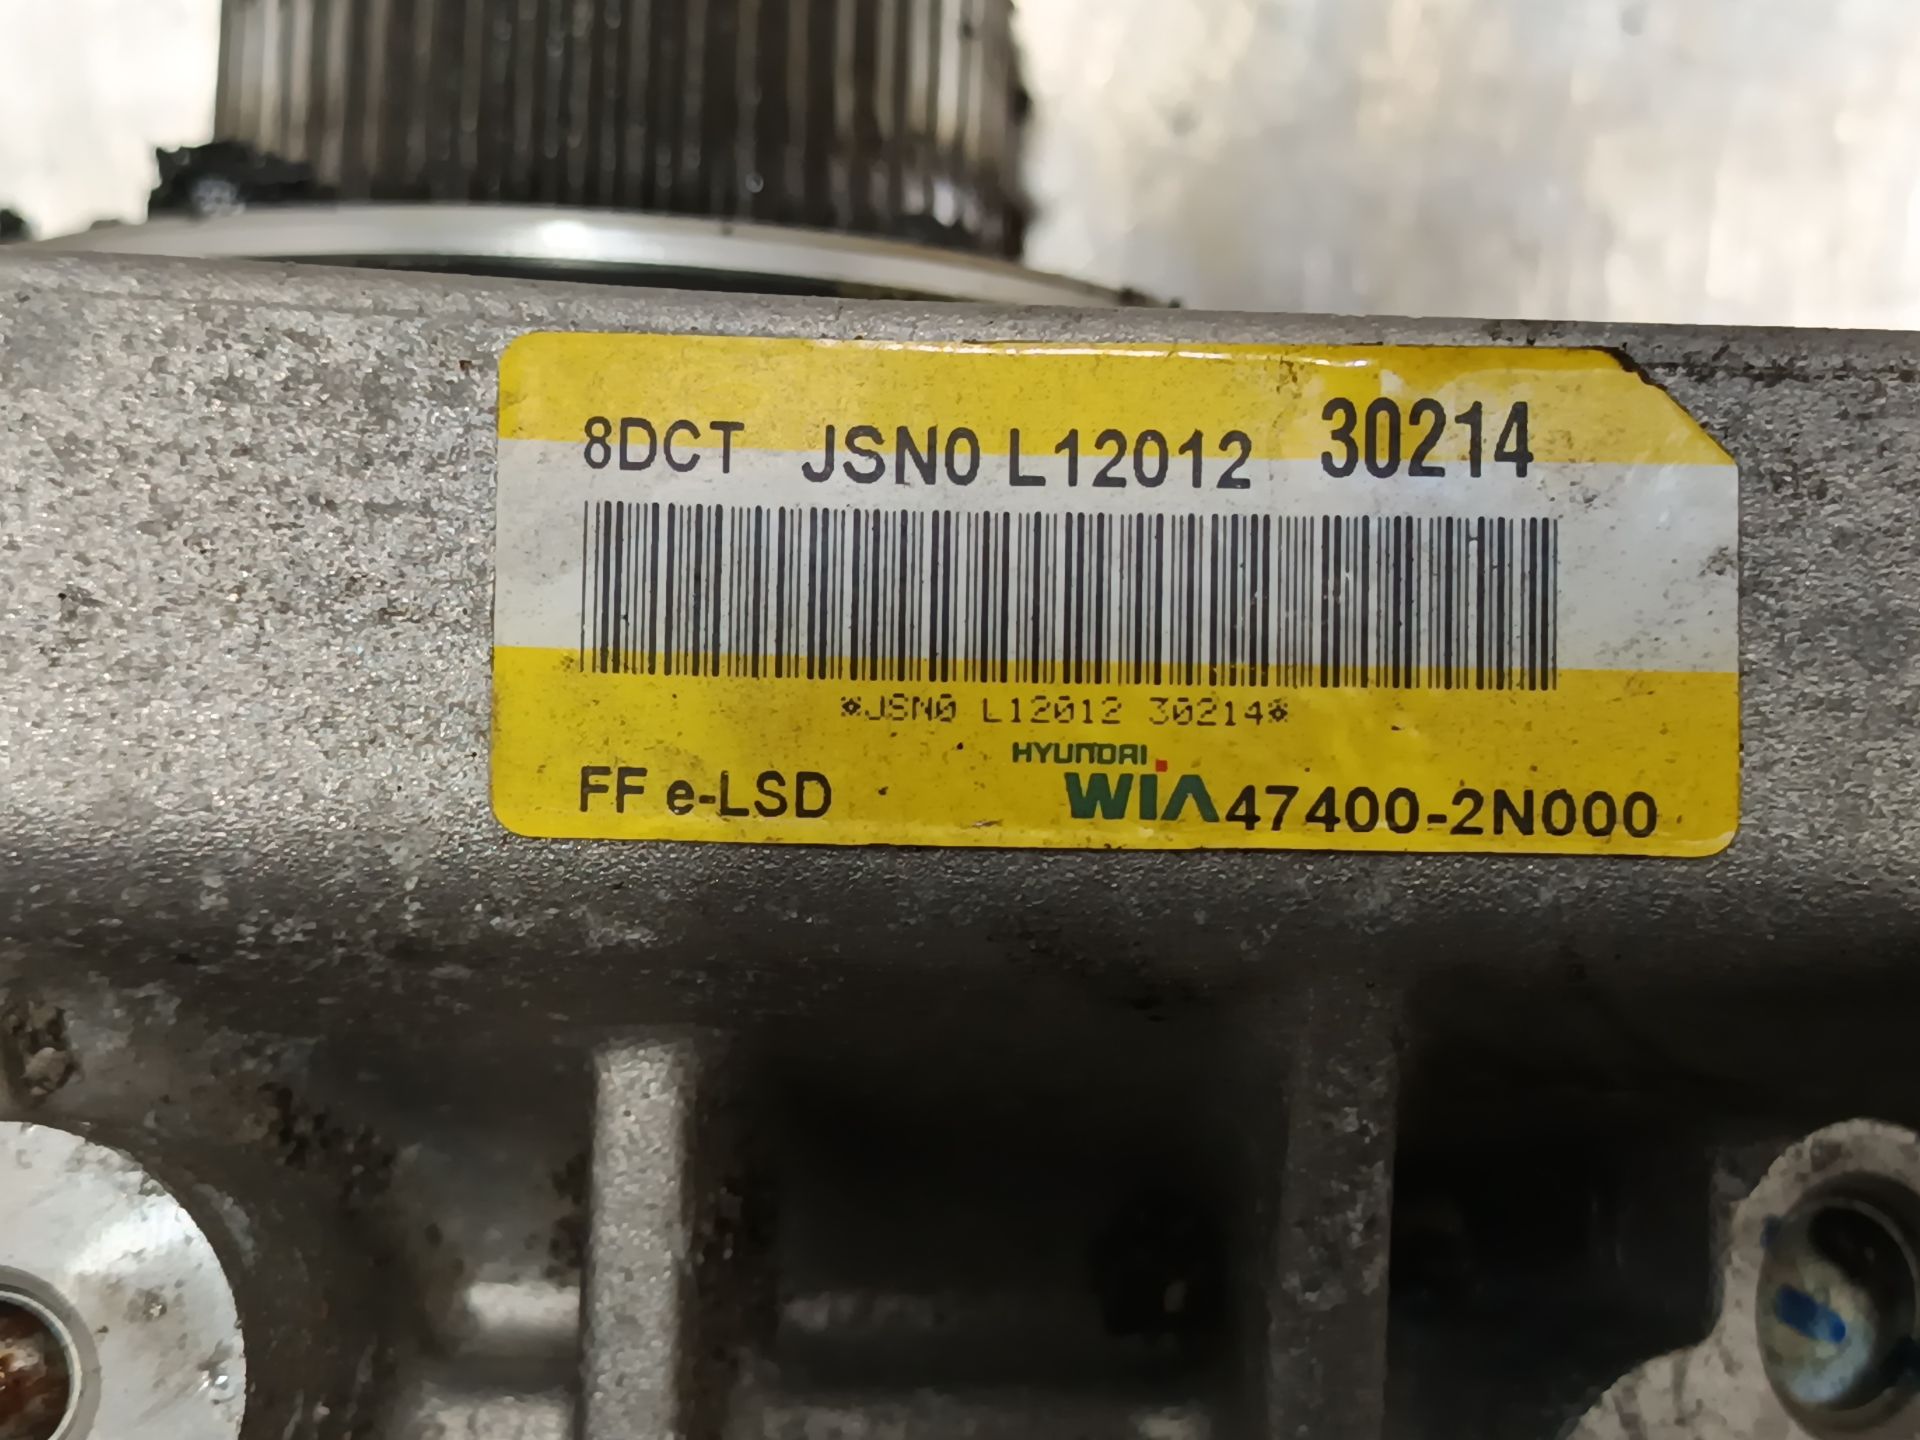 8DCT JSN0 L12012 30214
*JSN0 L12012 30214*
HYUNDAI
FF e-LSD WIA 47400-2N000